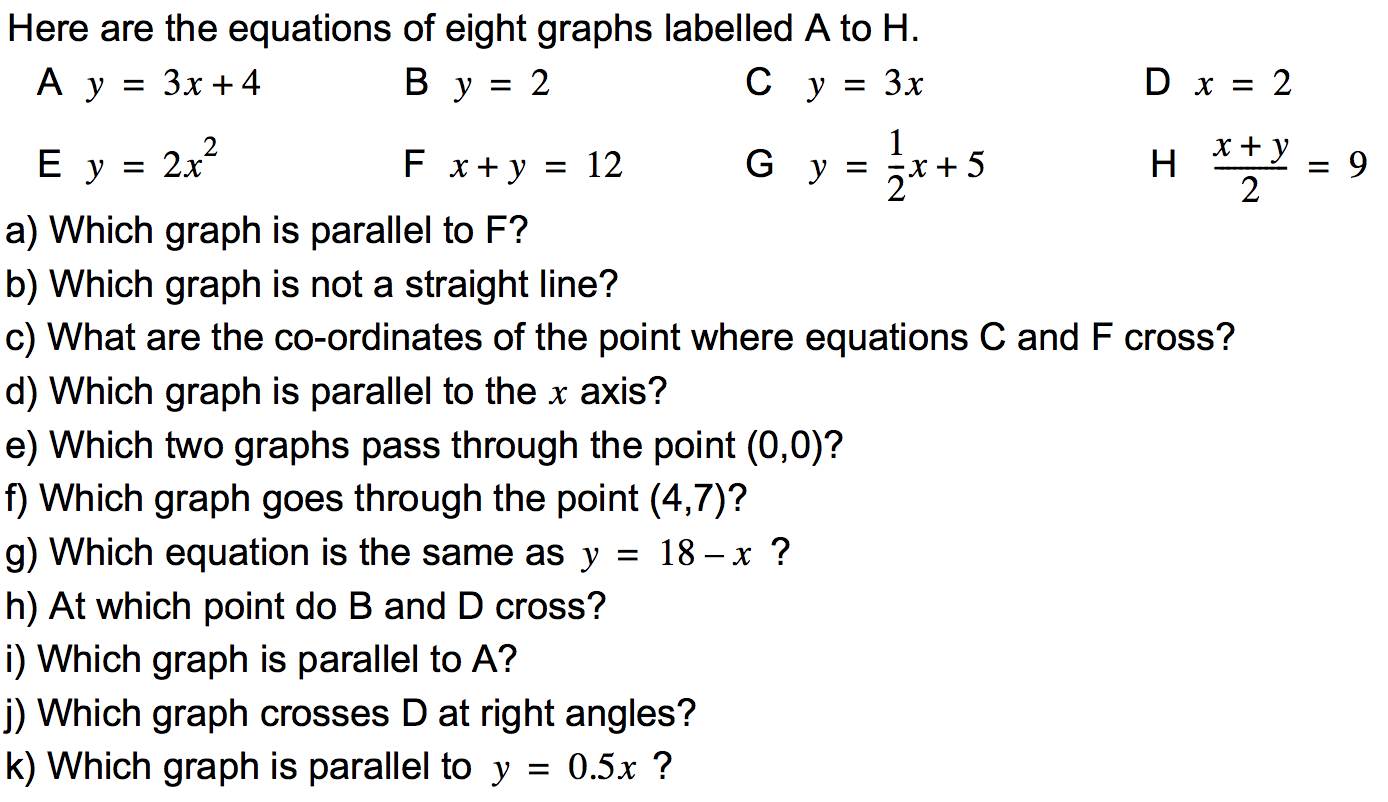 Here are the equations of eight graphs labelled A to H.
A y = 3x + 4 B y = 2 C y = 3x D x = 2
E y = 2x² F x + y = 12 G y = 1/2 x + 5 H (x + y)/2 = 9
a) Which graph is parallel to F?
b) Which graph is not a straight line?
c) What are the co-ordinates of the point where equations C and F cross?
d) Which graph is parallel to the x axis?
e) Which two graphs pass through the point (0,0)?
f) Which graph goes through the point (4,7)?
g) Which equation is the same as y = 18 – x ?
h) At which point do B and D cross?
i) Which graph is parallel to A?
j) Which graph crosses D at right angles?
k) Which graph is parallel to y = 0.5x ?